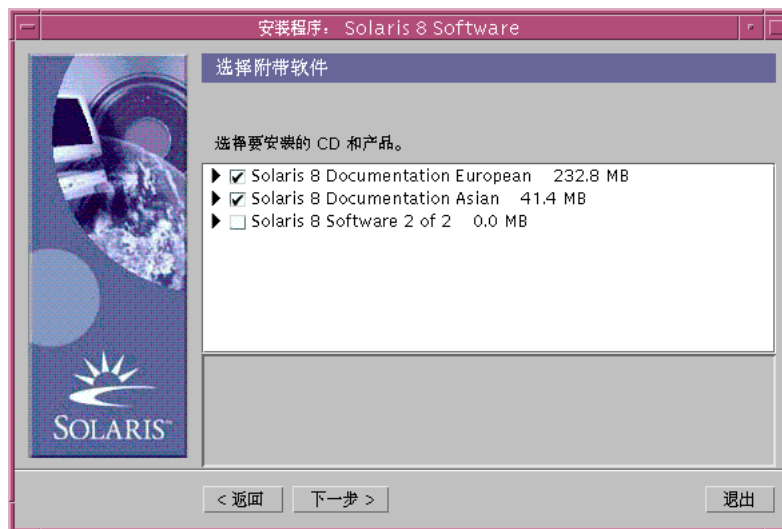 安装程序： Solaris 8 Software
选择附带软件
选择要安装的 CD 和产品。
Solaris 8 Documentation European 232.8 MB
Solaris 8 Documentation Asian 41.4 MB
Solaris 8 Software 2 of 2 0.0 MB
SOLARIS™
< 返回
下一步 >
退出